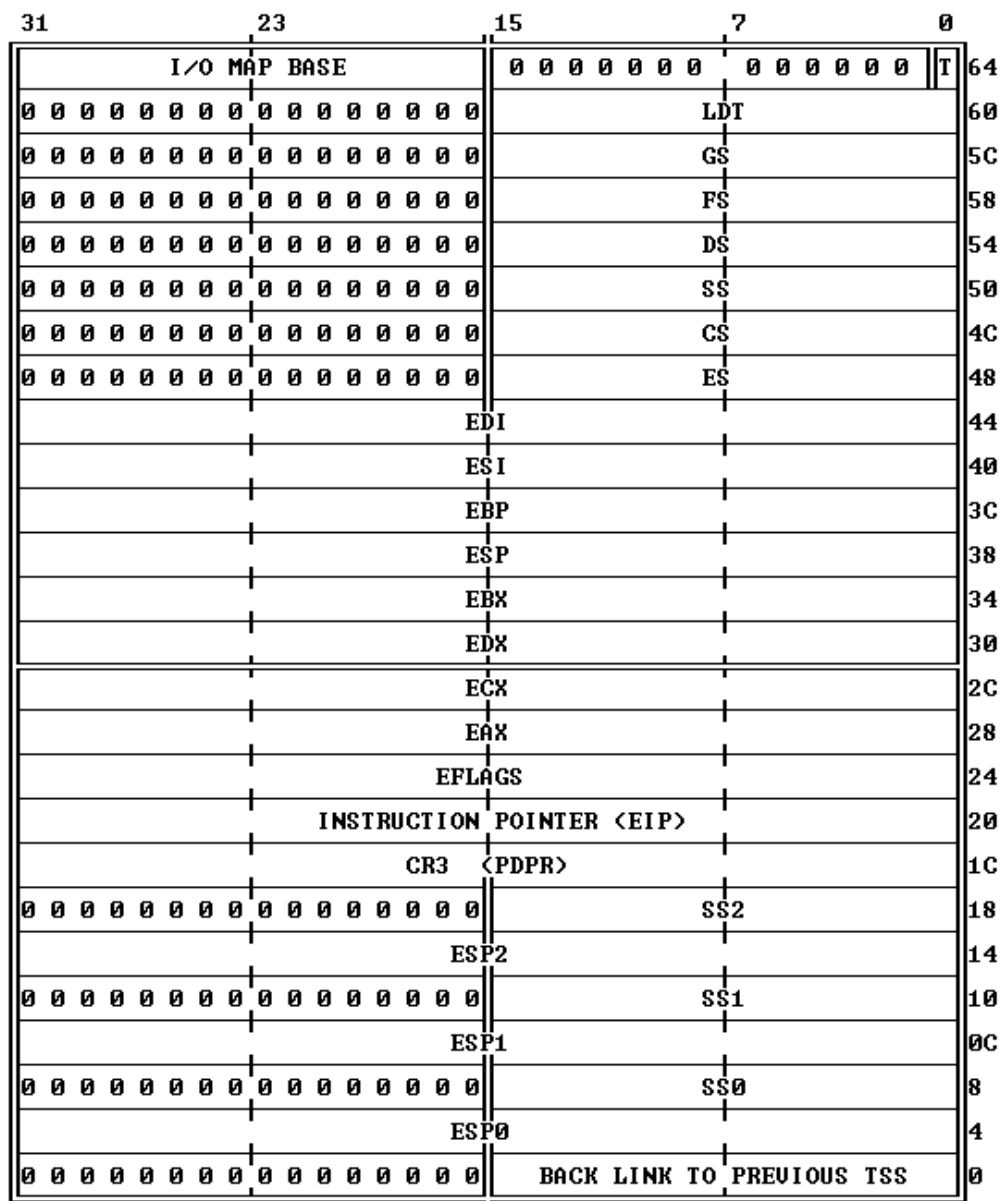 31 23 15 7 0
I/O MAP BASE 0 0 0 0 0 0 0 0 0 0 0 0 0 T 64
0 0 0 0 0 0 0 0 0 0 0 0 0 0 0 0 LDT 60
0 0 0 0 0 0 0 0 0 0 0 0 0 0 0 0 GS 5C
0 0 0 0 0 0 0 0 0 0 0 0 0 0 0 0 FS 58
0 0 0 0 0 0 0 0 0 0 0 0 0 0 0 0 DS 54
0 0 0 0 0 0 0 0 0 0 0 0 0 0 0 0 SS 50
0 0 0 0 0 0 0 0 0 0 0 0 0 0 0 0 CS 4C
0 0 0 0 0 0 0 0 0 0 0 0 0 0 0 0 ES 48
EDI 44
ESI 40
EBP 3C
ESP 38
EBX 34
EDX 30
ECX 2C
EAX 28
EFLAGS 24
INSTRUCTION POINTER (EIP) 20
CR3 (PDPR) 1C
0 0 0 0 0 0 0 0 0 0 0 0 0 0 0 0 SS2 18
ESP2 14
0 0 0 0 0 0 0 0 0 0 0 0 0 0 0 0 SS1 10
ESP1 0C
0 0 0 0 0 0 0 0 0 0 0 0 0 0 0 0 SS0 8
ESP0 4
0 0 0 0 0 0 0 0 0 0 0 0 0 0 0 0 BACK LINK TO PREVIOUS TSS 0